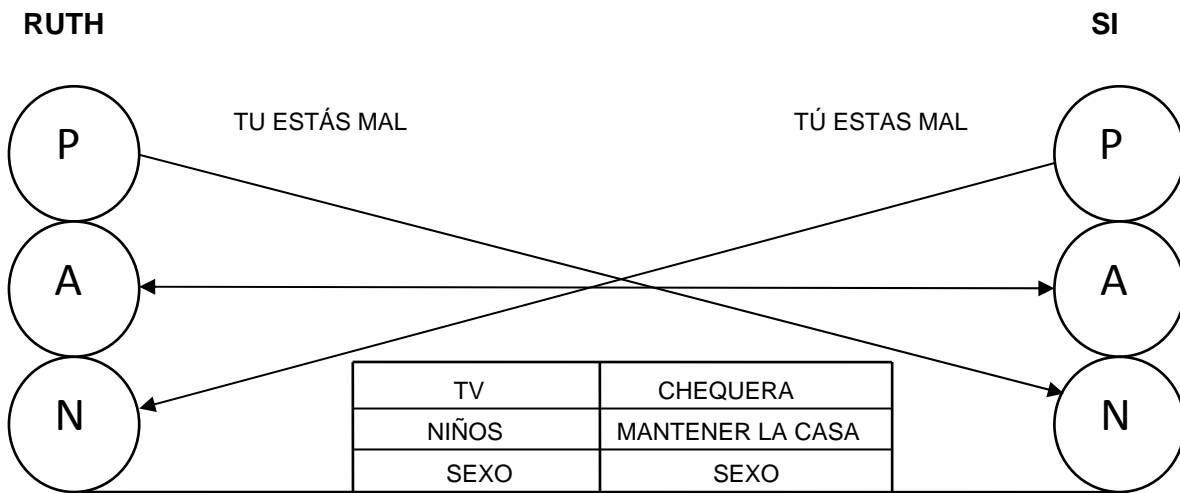 RUTH SI
TU ESTÁS MAL TÚ ESTAS MAL
P P
A A
N N
TV CHEQUERA
NIÑOS MANTENER LA CASA
SEXO SEXO